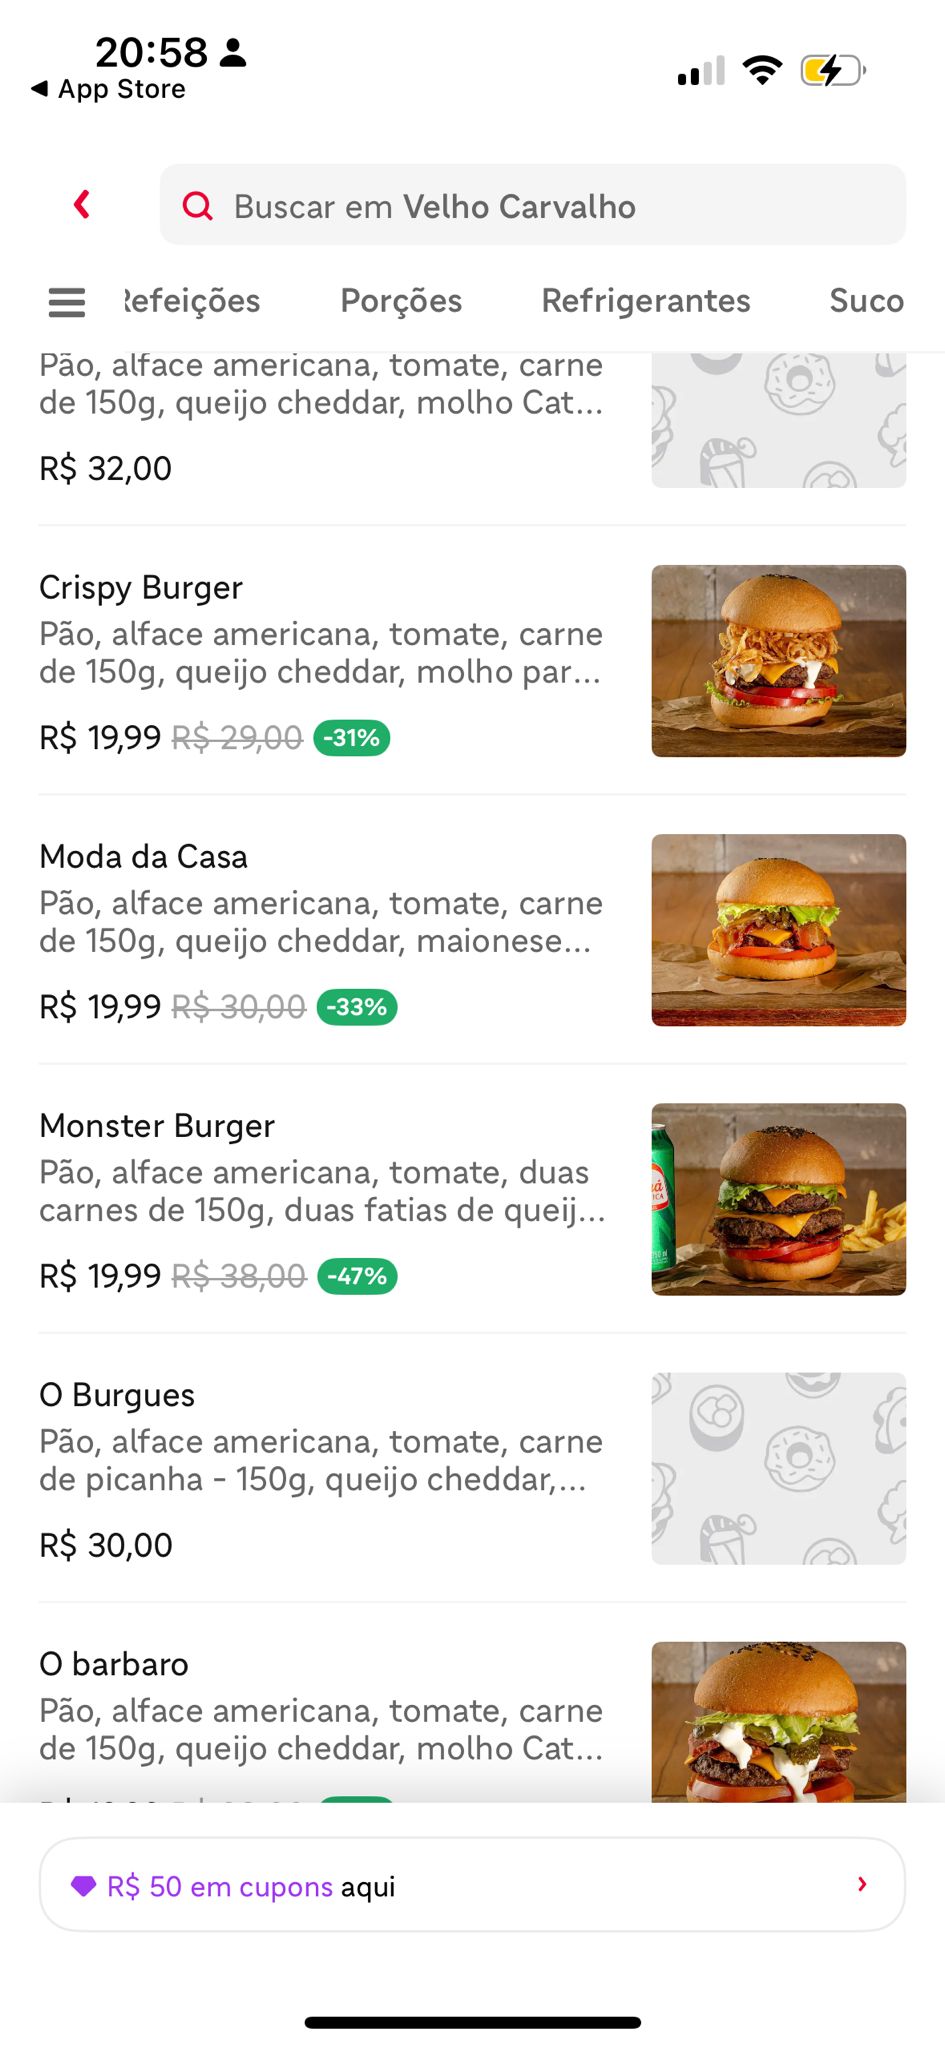 20:58
App Store
Buscar em Velho Carvalho
Refeições Porções Refrigerantes Suco
Pão, alface americana, tomate, carne
de 150g, queijo cheddar, molho Cat...
R$ 32,00
Crispy Burger
Pão, alface americana, tomate, carne
de 150g, queijo cheddar, molho par...
R$ 19,99 R$ 29,00 -31%
Moda da Casa
Pão, alface americana, tomate, carne
de 150g, queijo cheddar, maionese...
R$ 19,99 R$ 30,00 -33%
Monster Burger
Pão, alface americana, tomate, duas
carnes de 150g, duas fatias de queij...
R$ 19,99 R$ 38,00 -47%
O Burgues
Pão, alface americana, tomate, carne
de picanha - 150g, queijo cheddar,...
R$ 30,00
O barbaro
Pão, alface americana, tomate, carne
de 150g, queijo cheddar, molho Cat...
R$ 50 em cupons aqui